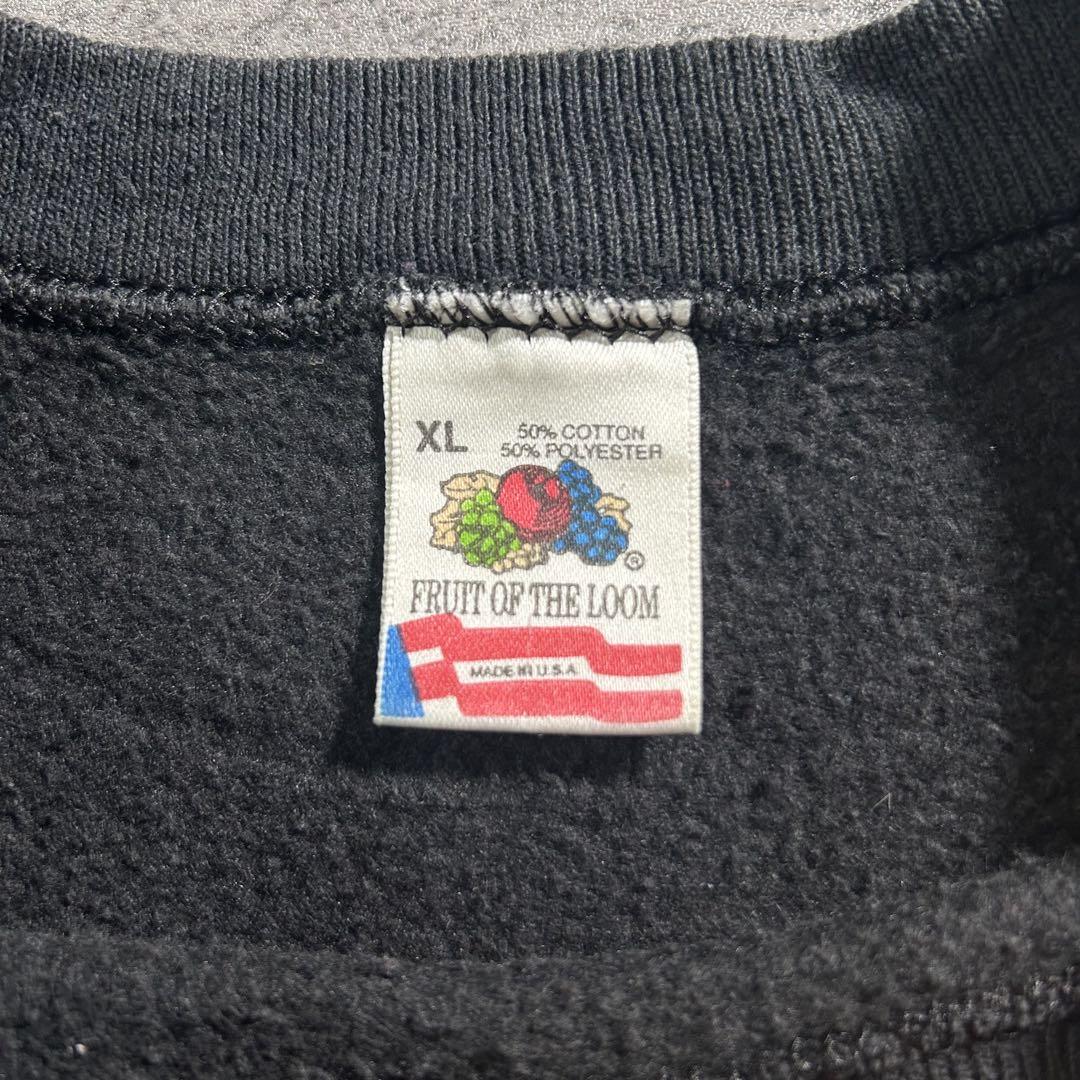 XL
50% COTTON
50% POLYESTER
®
FRUIT OF THE LOOM
MADE IN U.S.A.